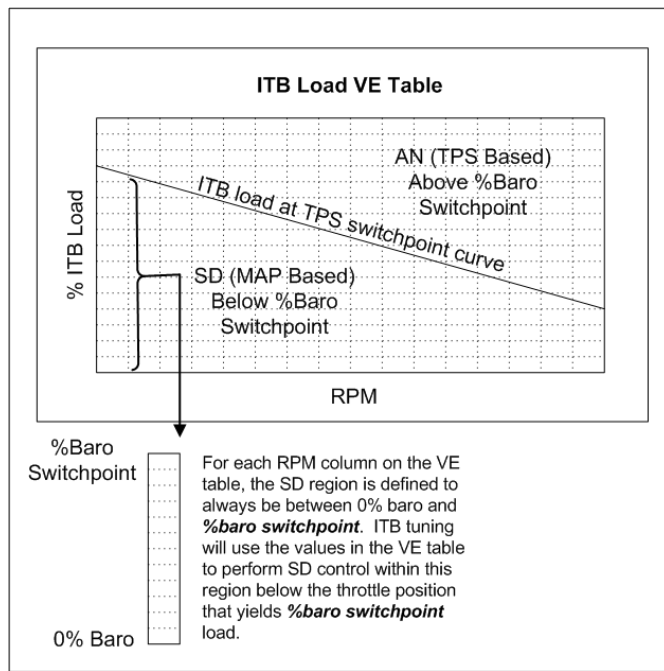 ITB Load VE Table
% ITB Load
AN (TPS Based)
Above %Baro
Switchpoint
ITB load at TPS switchpoint curve
SD (MAP Based)
Below %Baro
Switchpoint
RPM
%Baro
Switchpoint
0% Baro
For each RPM column on the VE
table, the SD region is defined to
always be between 0% baro and
%baro switchpoint.  ITB tuning
will use the values in the VE table
to perform SD control within this
region below the throttle position
that yields %baro switchpoint
load.